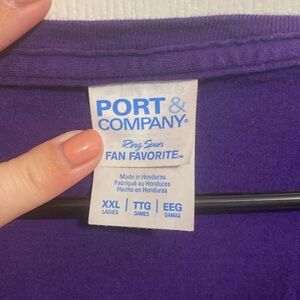 PORT &
COMPANY®
Ring Spun
FAN FAVORITE™
Made in Honduras
Fabriqué au Honduras
Hecho en Honduras
XXL | TTG | EEG
LADIES DAMES DAMAS